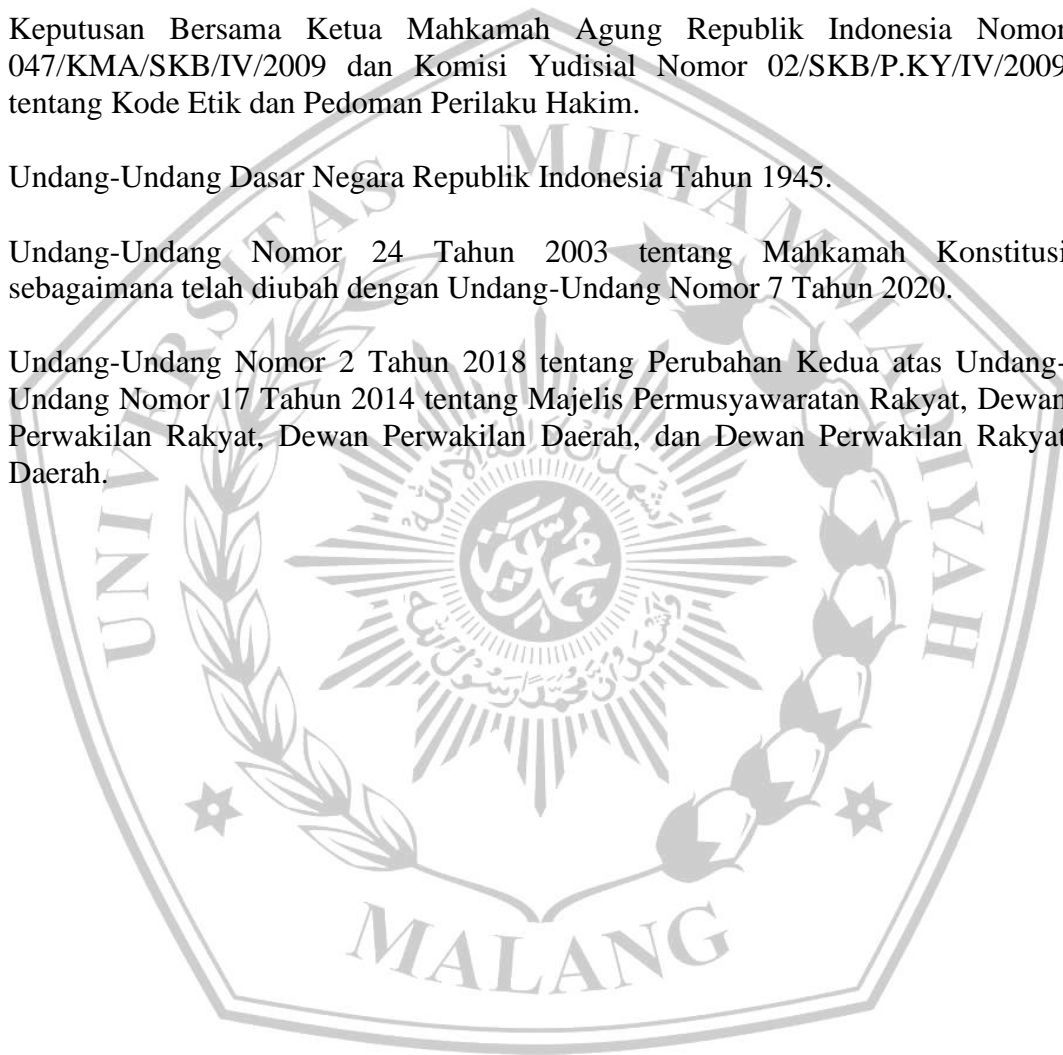 Keputusan Bersama Ketua Mahkamah Agung Republik Indonesia Nomor
047/KMA/SKB/IV/2009 dan Komisi Yudisial Nomor 02/SKB/P.KY/IV/2009
tentang Kode Etik dan Pedoman Perilaku Hakim.
Undang-Undang Dasar Negara Republik Indonesia Tahun 1945.
Undang-Undang Nomor 24 Tahun 2003 tentang Mahkamah Konstitusi
sebagaimana telah diubah dengan Undang-Undang Nomor 7 Tahun 2020.
Undang-Undang Nomor 2 Tahun 2018 tentang Perubahan Kedua atas Undang-
Undang Nomor 17 Tahun 2014 tentang Majelis Permusyawaratan Rakyat, Dewan
Perwakilan Rakyat, Dewan Perwakilan Daerah, dan Dewan Perwakilan Rakyat
Daerah.
UNIVERSITAS MUHAMMADIYAH
MALANG